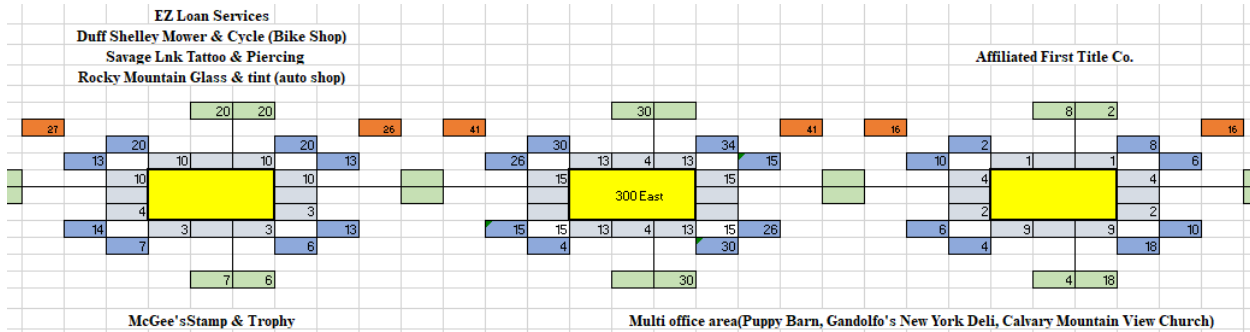 EZ Loan Services
Duff Shelley Mower & Cycle (Bike Shop)
Savage Lnk Tattoo & Piercing
Rocky Mountain Glass & tint (auto shop)
Affiliated First Title Co.
20 20 30 8 2
27 26 41 41 16 16
20 20 30 34 2 8
13 10 10 13 26 13 4 13 15 10 1 1 6
10 10 15 15 4 4
300 East
4 3 2 2
14 3 3 13 15 15 13 4 13 15 26 6 9 9 10
7 6 4 30 4 18
7 6 30 4 18
McGee'sStamp & Trophy
Multi office area(Puppy Barn, Gandolfo's New York Deli, Calvary Mountain View Church)